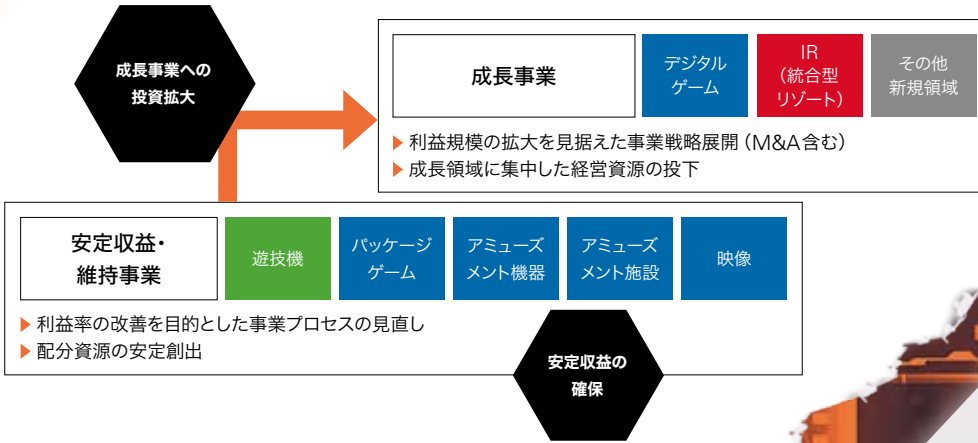 成長事業への
投資拡大
成長事業
デジタル
ゲーム
IR
（統合型
リゾート）
その他
新規領域
▶ 利益規模の拡大を見据えた事業戦略展開（M&A含む）
▶ 成長領域に集中した経営資源の投下
安定収益・
維持事業
遊技機
パッケージ
ゲーム
アミューズ
メント機器
アミューズ
メント施設
映像
▶ 利益率の改善を目的とした事業プロセスの見直し
▶ 配分資源の安定創出
安定収益の
確保